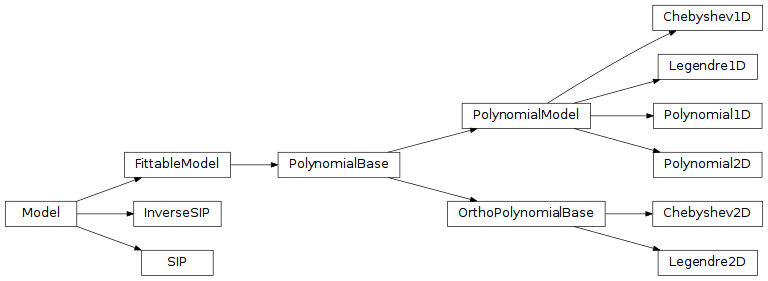 Chebyshev1D
Legendre1D
PolynomialModel
Polynomial1D
FittableModel
PolynomialBase
Polynomial2D
Model
InverseSIP
OrthoPolynomialBase
Chebyshev2D
SIP
Legendre2D